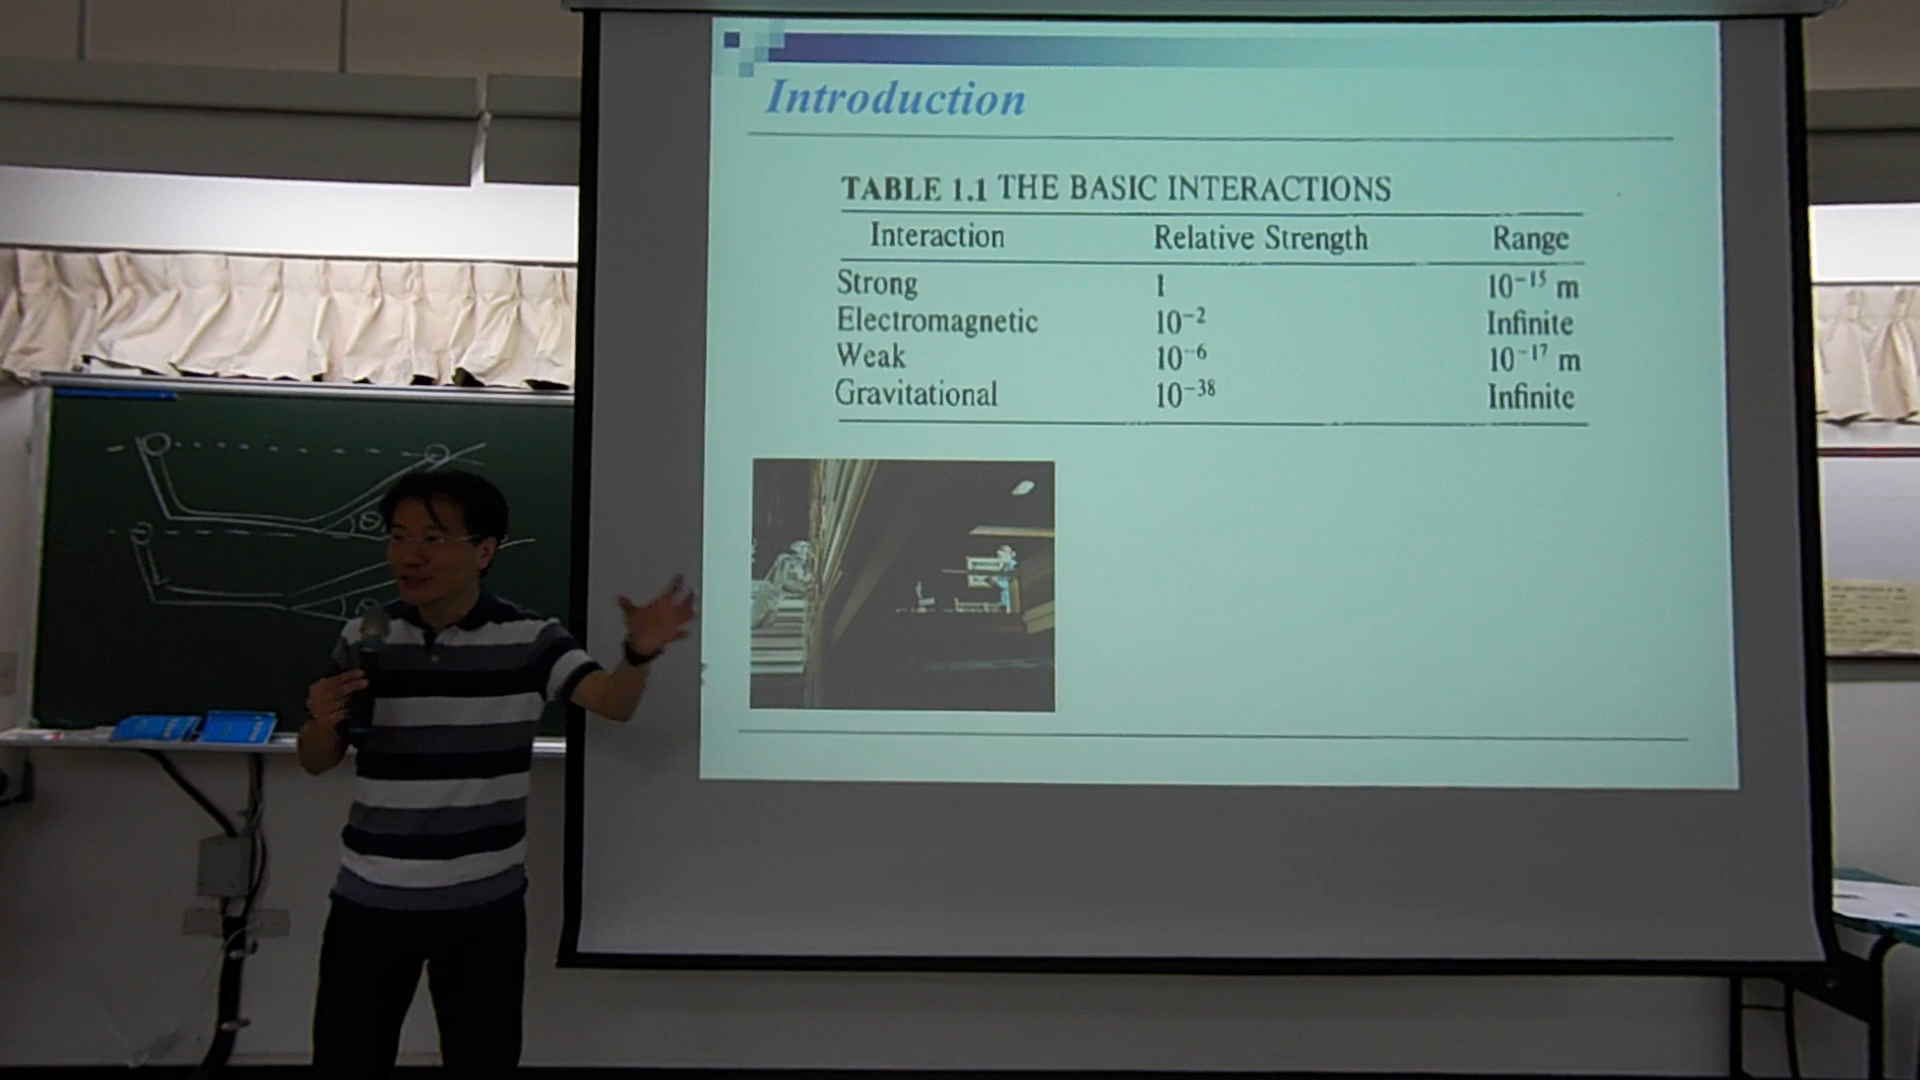 Introduction
TABLE 1.1 THE BASIC INTERACTIONS
Interaction Relative Strength Range
Strong 1 10⁻¹⁵ m
Electromagnetic 10⁻² Infinite
Weak 10⁻⁶ 10⁻¹⁷ m
Gravitational 10⁻³⁸ Infinite
θ
θ